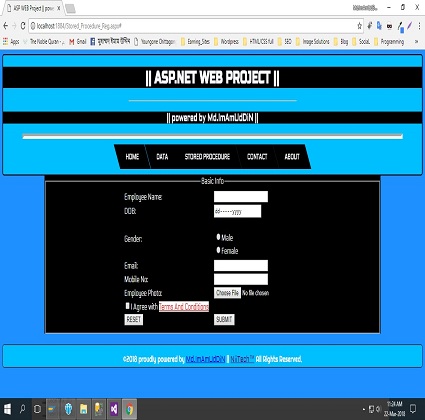 ASP.NET WEB Project || powe
localhost:1884/Stored_Procedure_Reg.aspx#
Apps The Noble Quran - Gmail Youngone Chittagon Earning_Sites Wordpress HTML/CSS full SEO Image Solutions Blog Social Projects
|| ASP.NET WEB PROJECT ||
|| powered by Md.ImAmUdDiN ||
HOME DATA STORED PROCEDURE CONTACT ABOUT
Basic Info
Employee Name:
DOB: dd-----yyyy
Gender: Male
Female
Email:
Mobile No:
Employee Photo: Choose File No file chosen
I Agree with Terms And Conditions
RESET SUBMIT
©2018 proudly powered by Md.ImAmUdDiN || NiiTech™ All Rights Reserved.
11:24 AM
22-Mar-2018